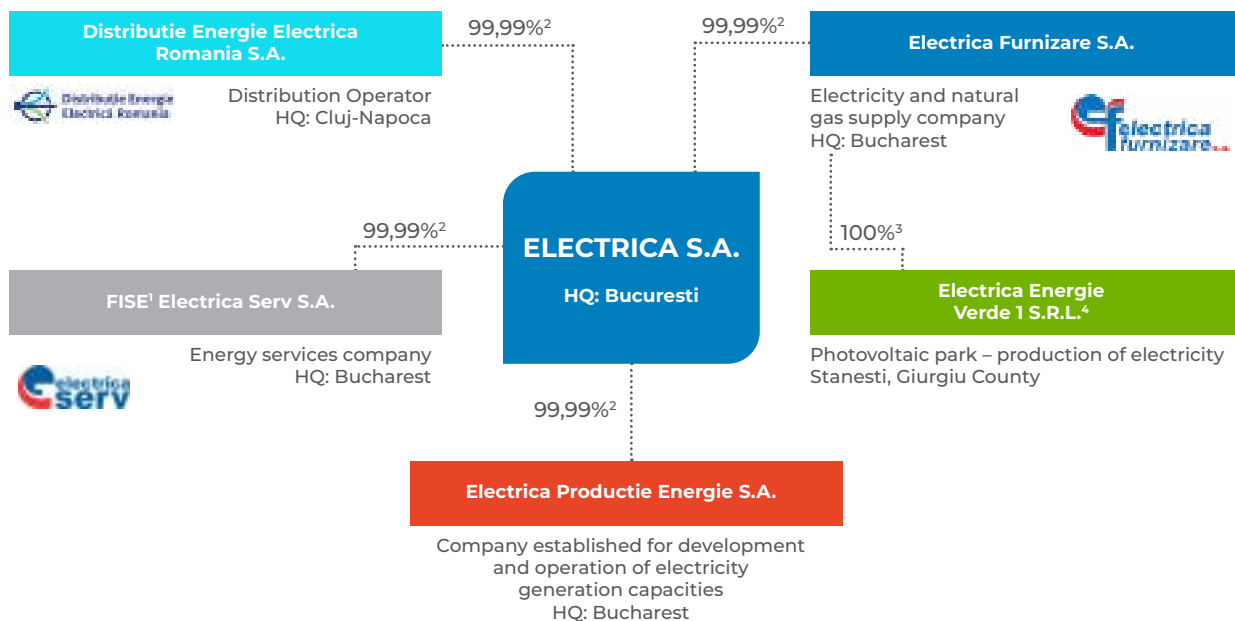 Distributie Energie Electrica
Romania S.A.
99,99%²
99,99%²
Electrica Furnizare S.A.
Distribuție Energie
Electrică Romania
Distribution Operator
HQ: Cluj-Napoca
Electricity and natural
gas supply company
HQ: Bucharest
electrica
furnizare s.a.
99,99%²
ELECTRICA S.A.
HQ: Bucuresti
100%³
FISE¹ Electrica Serv S.A.
Electrica Energie
Verde 1 S.R.L.⁴
electrica
serv
Energy services company
HQ: Bucharest
Photovoltaic park – production of electricity
Stanesti, Giurgiu County
99,99%²
Electrica Productie Energie S.A.
Company established for development
and operation of electricity
generation capacities
HQ: Bucharest